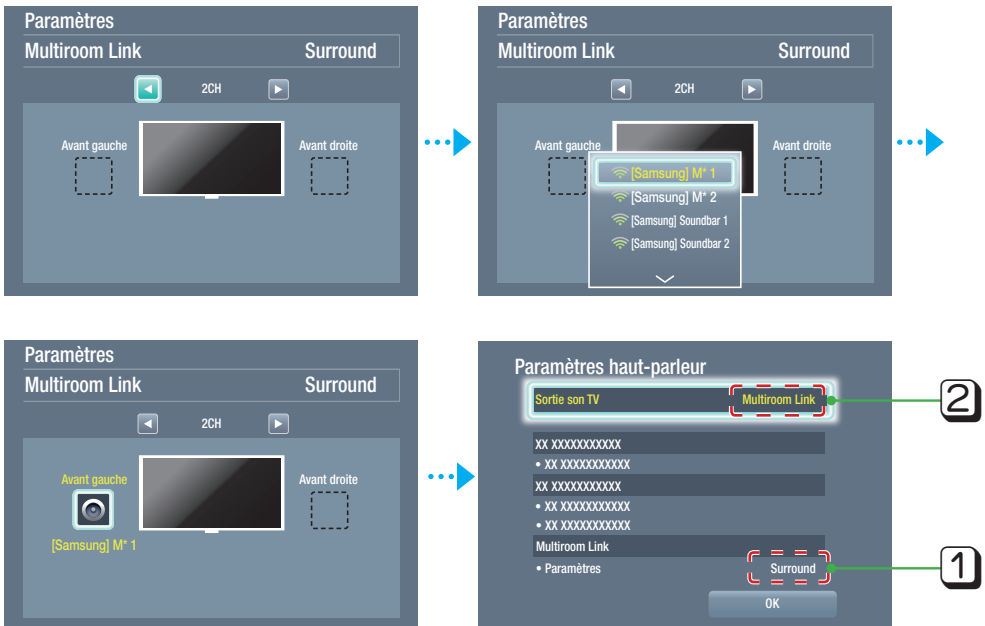 Paramètres
Multiroom Link Surround
2CH
Avant gauche Avant droite
Paramètres
Multiroom Link Surround
2CH
Avant gauche Avant droite
[Samsung] M* 1
[Samsung] M* 2
[Samsung] Soundbar 1
[Samsung] Soundbar 2
Paramètres
Multiroom Link Surround
2CH
Avant gauche Avant droite
[Samsung] M* 1
Paramètres haut-parleur
Sortie son TV Multiroom Link
2
XX XXXXXXXXXXX
• XX XXXXXXXXXXX
XX XXXXXXXXXXX
• XX XXXXXXXXXXX
• XX XXXXXXXXXXX
Multiroom Link
• Paramètres Surround
1
OK